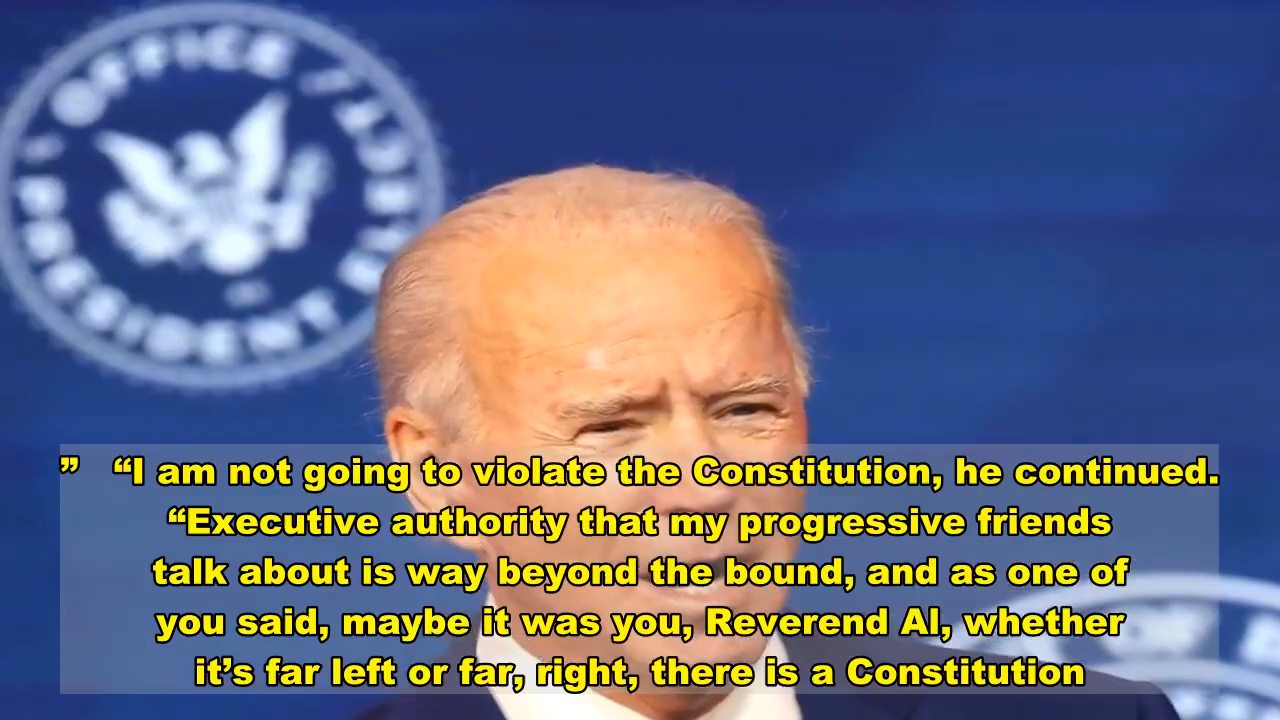 OFFICE
PRESIDENT
” “I am not going to violate the Constitution, he continued.
“Executive authority that my progressive friends
talk about is way beyond the bound, and as one of
you said, maybe it was you, Reverend Al, whether
it’s far left or far, right, there is a Constitution